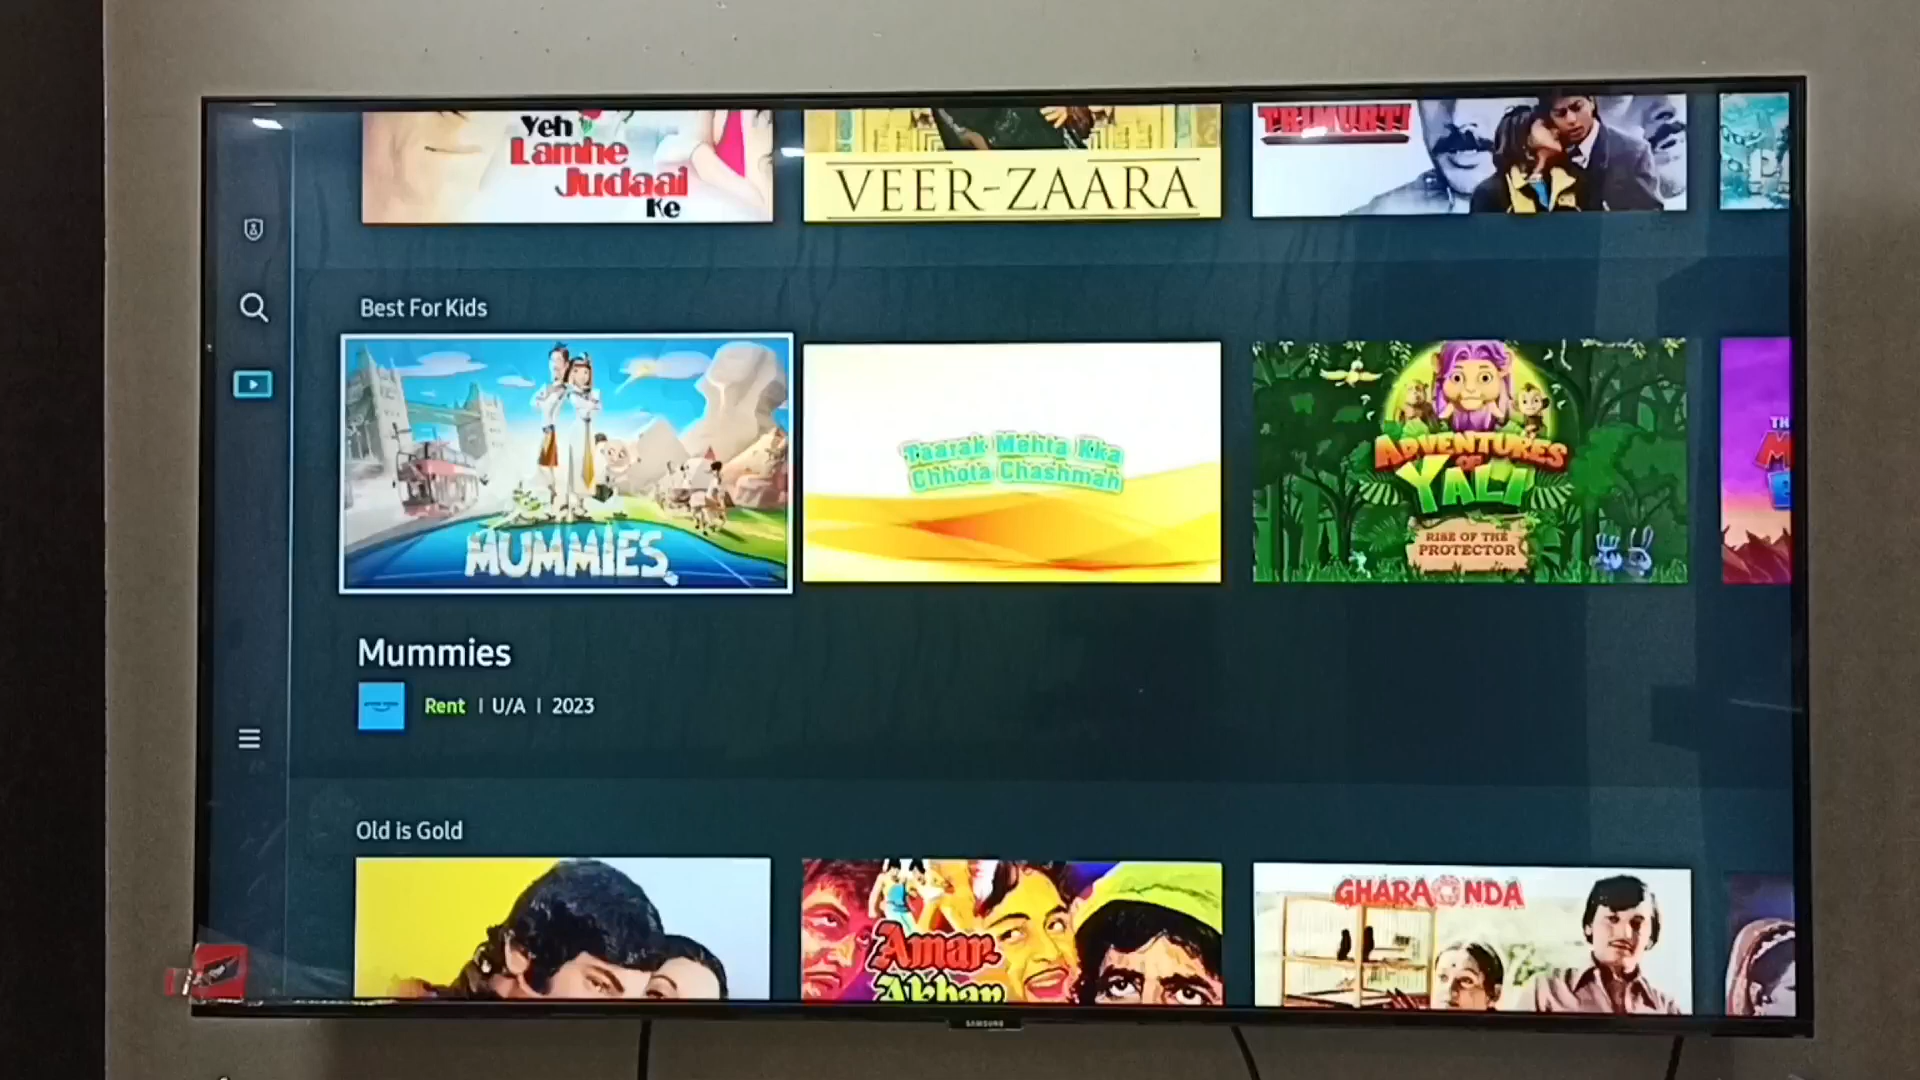 Yeh
Lamhe
Judaai
Ke
VEER-ZAARA
TRIMURTI
Best For Kids
MUMMIES
Taarak Mehta Kka
Chhota Chashmah
ADVENTURES
OF
YALI
RISE OF THE
PROTECTOR
Mummies
Rent | U/A | 2023
Old is Gold
Amar
Akbar
GHARAONDA
SAMSUNG